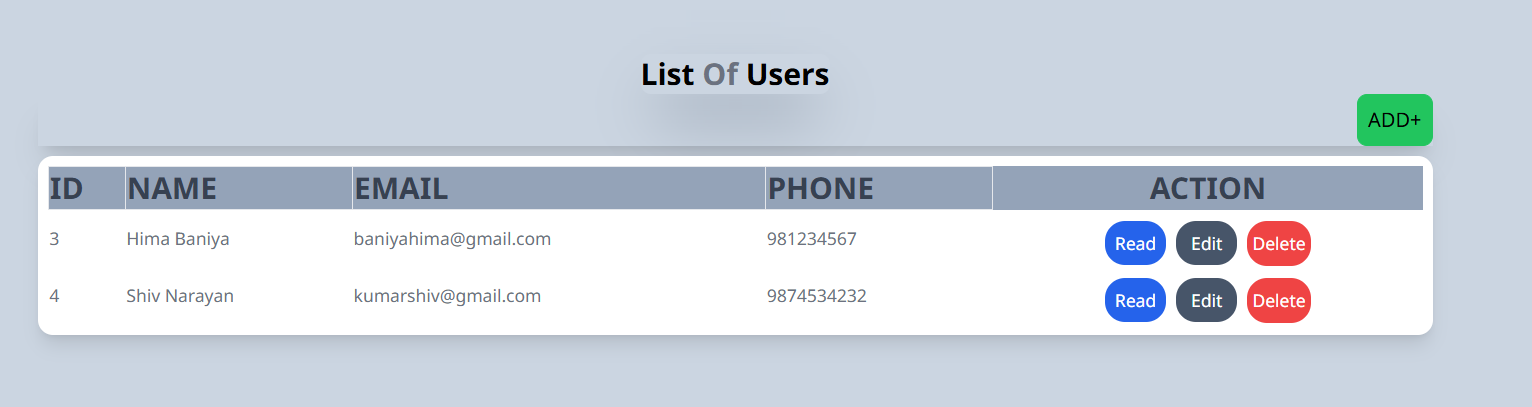 List Of Users
ADD+
ID NAME EMAIL PHONE ACTION
3 Hima Baniya baniyahima@gmail.com 981234567 Read Edit Delete
4 Shiv Narayan kumarshiv@gmail.com 9874534232 Read Edit Delete